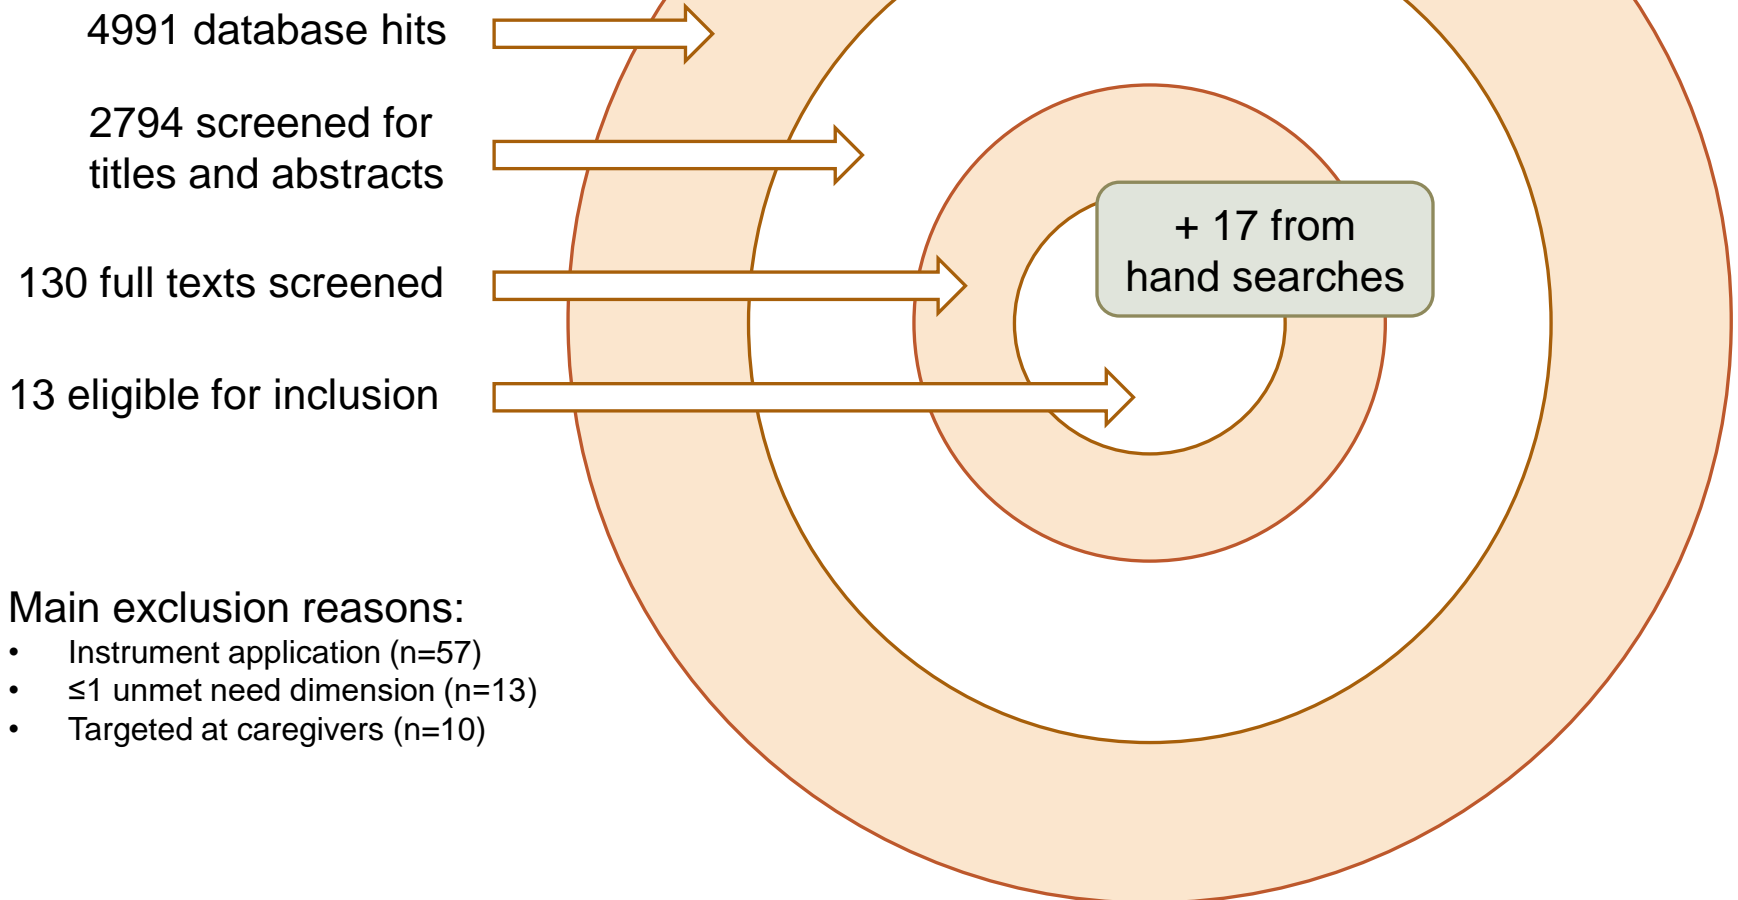 4991 database hits
2794 screened for
titles and abstracts
+ 17 from
hand searches
130 full texts screened
13 eligible for inclusion
Main exclusion reasons:
• Instrument application (n=57)
• ≤1 unmet need dimension (n=13)
• Targeted at caregivers (n=10)